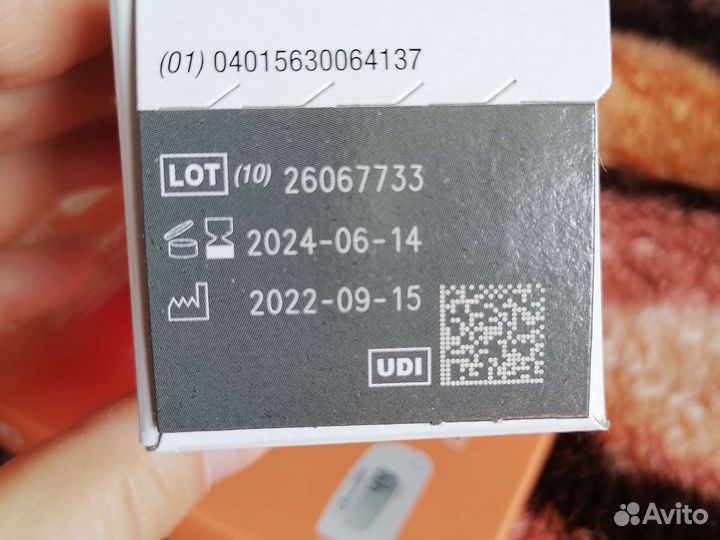 (01) 04015630064137
LOT (10) 26067733
2024-06-14
2022-09-15
UDI
Avito